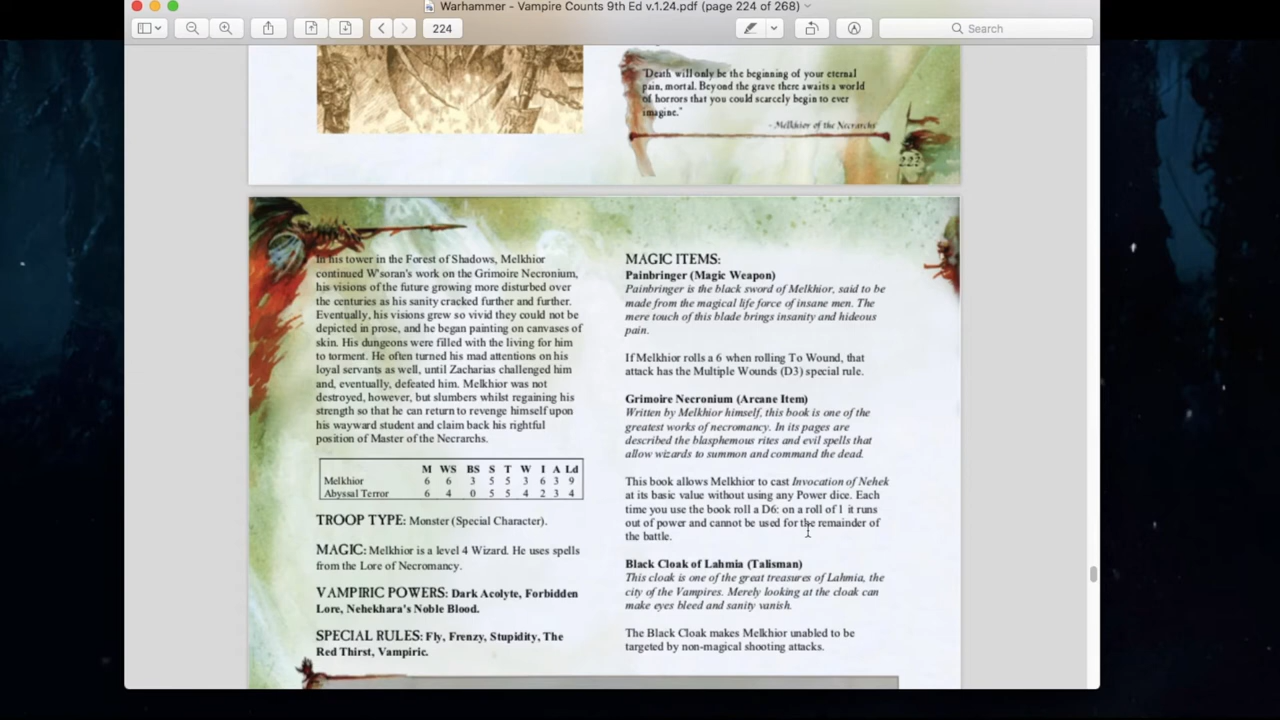 Warhammer - Vampire Counts 9th Ed v.1.24.pdf (page 224 of 268)
224
Search
"Death will only be the beginning of your eternal
pain, mortal. Beyond the grave there awaits a world
of horrors that you could scarcely begin to ever
imagine."
- Melkhior of the Necrarchs
223
In his tower in the Forest of Shadows, Melkhior
continued W'soran's work on the Grimoire Necronium,
his visions of the future growing more disturbed over
the centuries as his sanity cracked further and further.
Eventually, his visions grew so vivid they could not be
depicted in prose, and he began painting on canvases of
skin. His dungeons were filled with the living for him
to torment. He often turned his mad attentions on his
loyal servants as well, until Zacharias challenged him
and, eventually, defeated him. Melkhior was not
destroyed, however, but slumbers whilst regaining his
strength so that he can return to revenge himself upon
his wayward student and claim back his rightful
position of Master of the Necrarchs.
M WS BS S T W I A Ld
Melkhior 6 6 3 5 5 3 6 3 9
Abyssal Terror 6 4 0 5 5 4 2 3 4
TROOP TYPE: Monster (Special Character).
MAGIC: Melkhior is a level 4 Wizard. He uses spells
from the Lore of Necromancy.
VAMPIRIC POWERS: Dark Acolyte, Forbidden
Lore, Nehekhara's Noble Blood.
SPECIAL RULES: Fly, Frenzy, Stupidity, The
Red Thirst, Vampiric.
MAGIC ITEMS:
Painbringer (Magic Weapon)
Painbringer is the black sword of Melkhior, said to be
made from the magical life force of insane men. The
mere touch of this blade brings insanity and hideous
pain.
If Melkhior rolls a 6 when rolling To Wound, that
attack has the Multiple Wounds (D3) special rule.
Grimoire Necronium (Arcane Item)
Written by Melkhior himself, this book is one of the
greatest works of necromancy. In its pages are
described the blasphemous rites and evil spells that
allow wizards to summon and command the dead.
This book allows Melkhior to cast Invocation of Nehek
at its basic value without using any Power dice. Each
time you use the book roll a D6: on a roll of 1 it runs
out of power and cannot be used for the remainder of
the battle.
Black Cloak of Lahmia (Talisman)
This cloak is one of the great treasures of Lahmia, the
city of the Vampires. Merely looking at the cloak can
make eyes bleed and sanity vanish.
The Black Cloak makes Melkhior unabled to be
targeted by non-magical shooting attacks.